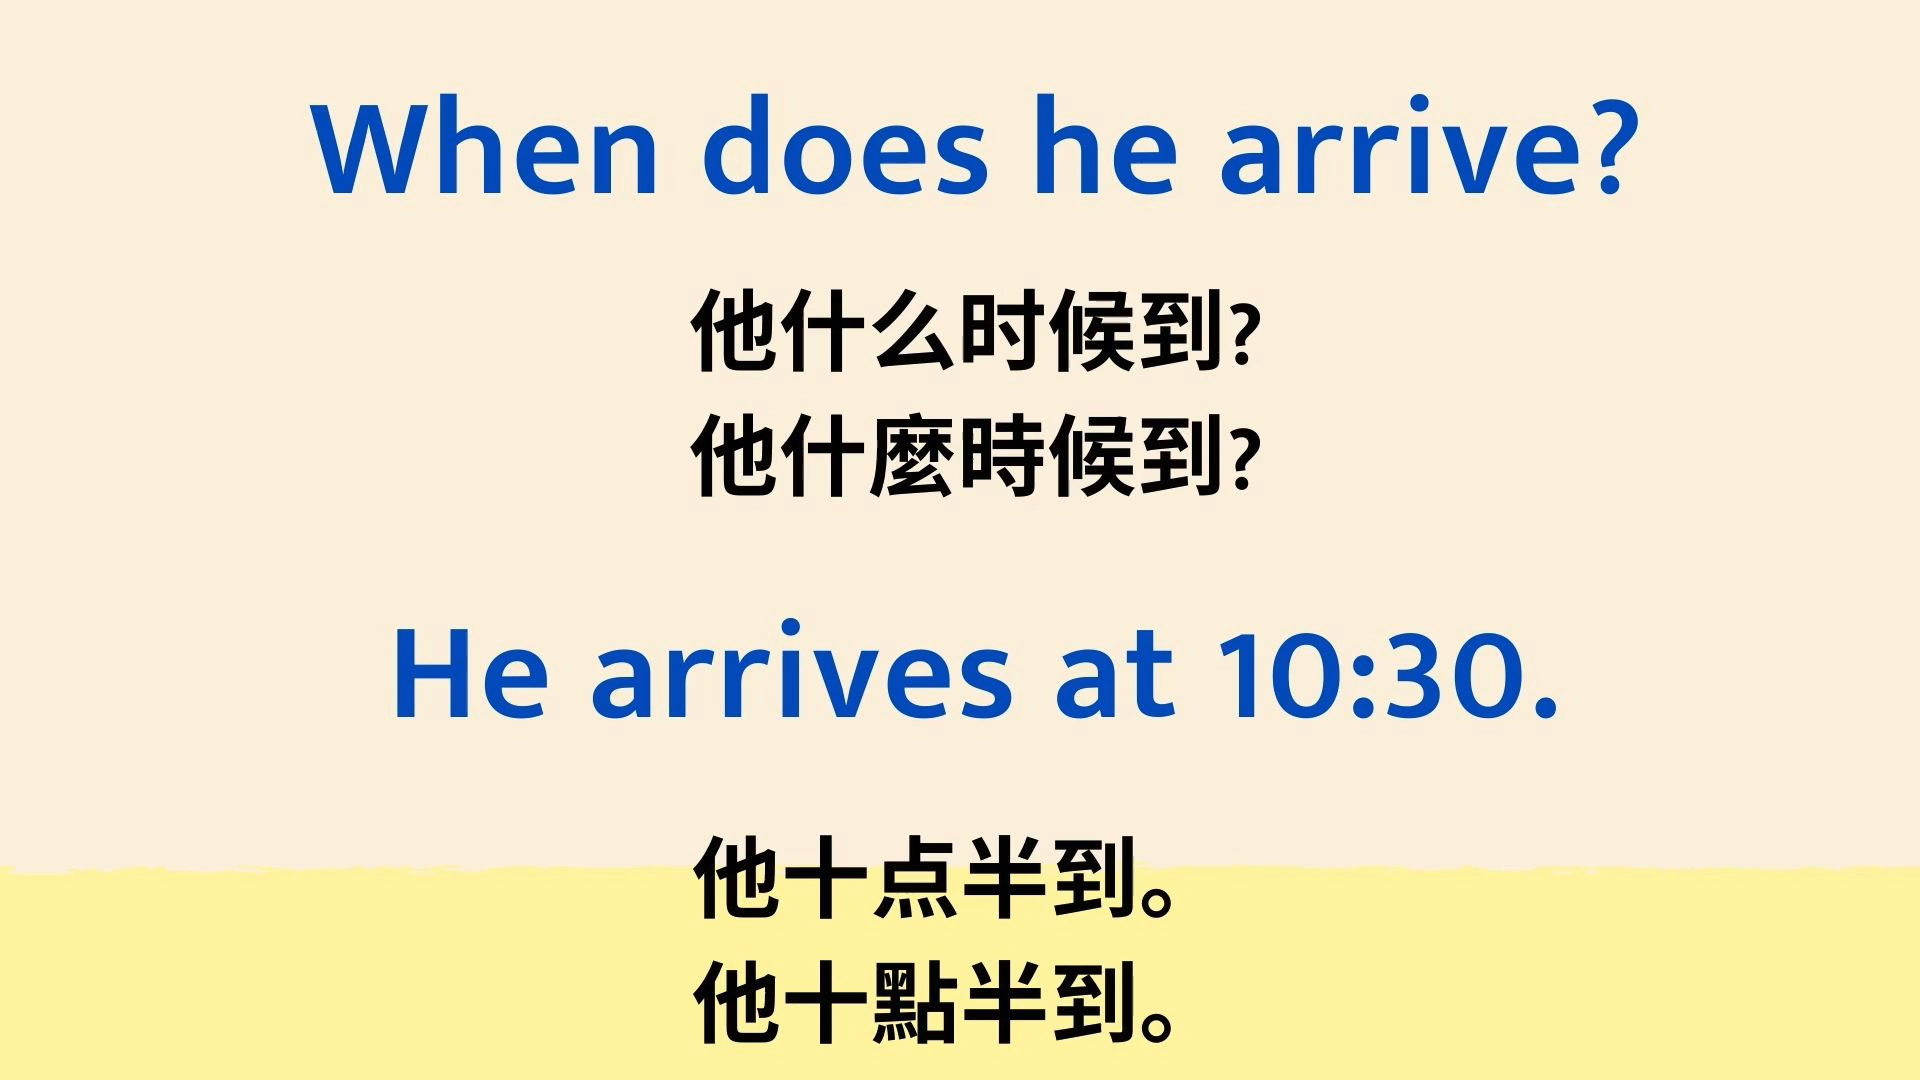 When does he arrive?
他什么时候到?
他什麼時候到?
He arrives at 10:30.
他十点半到。
他十點半到。